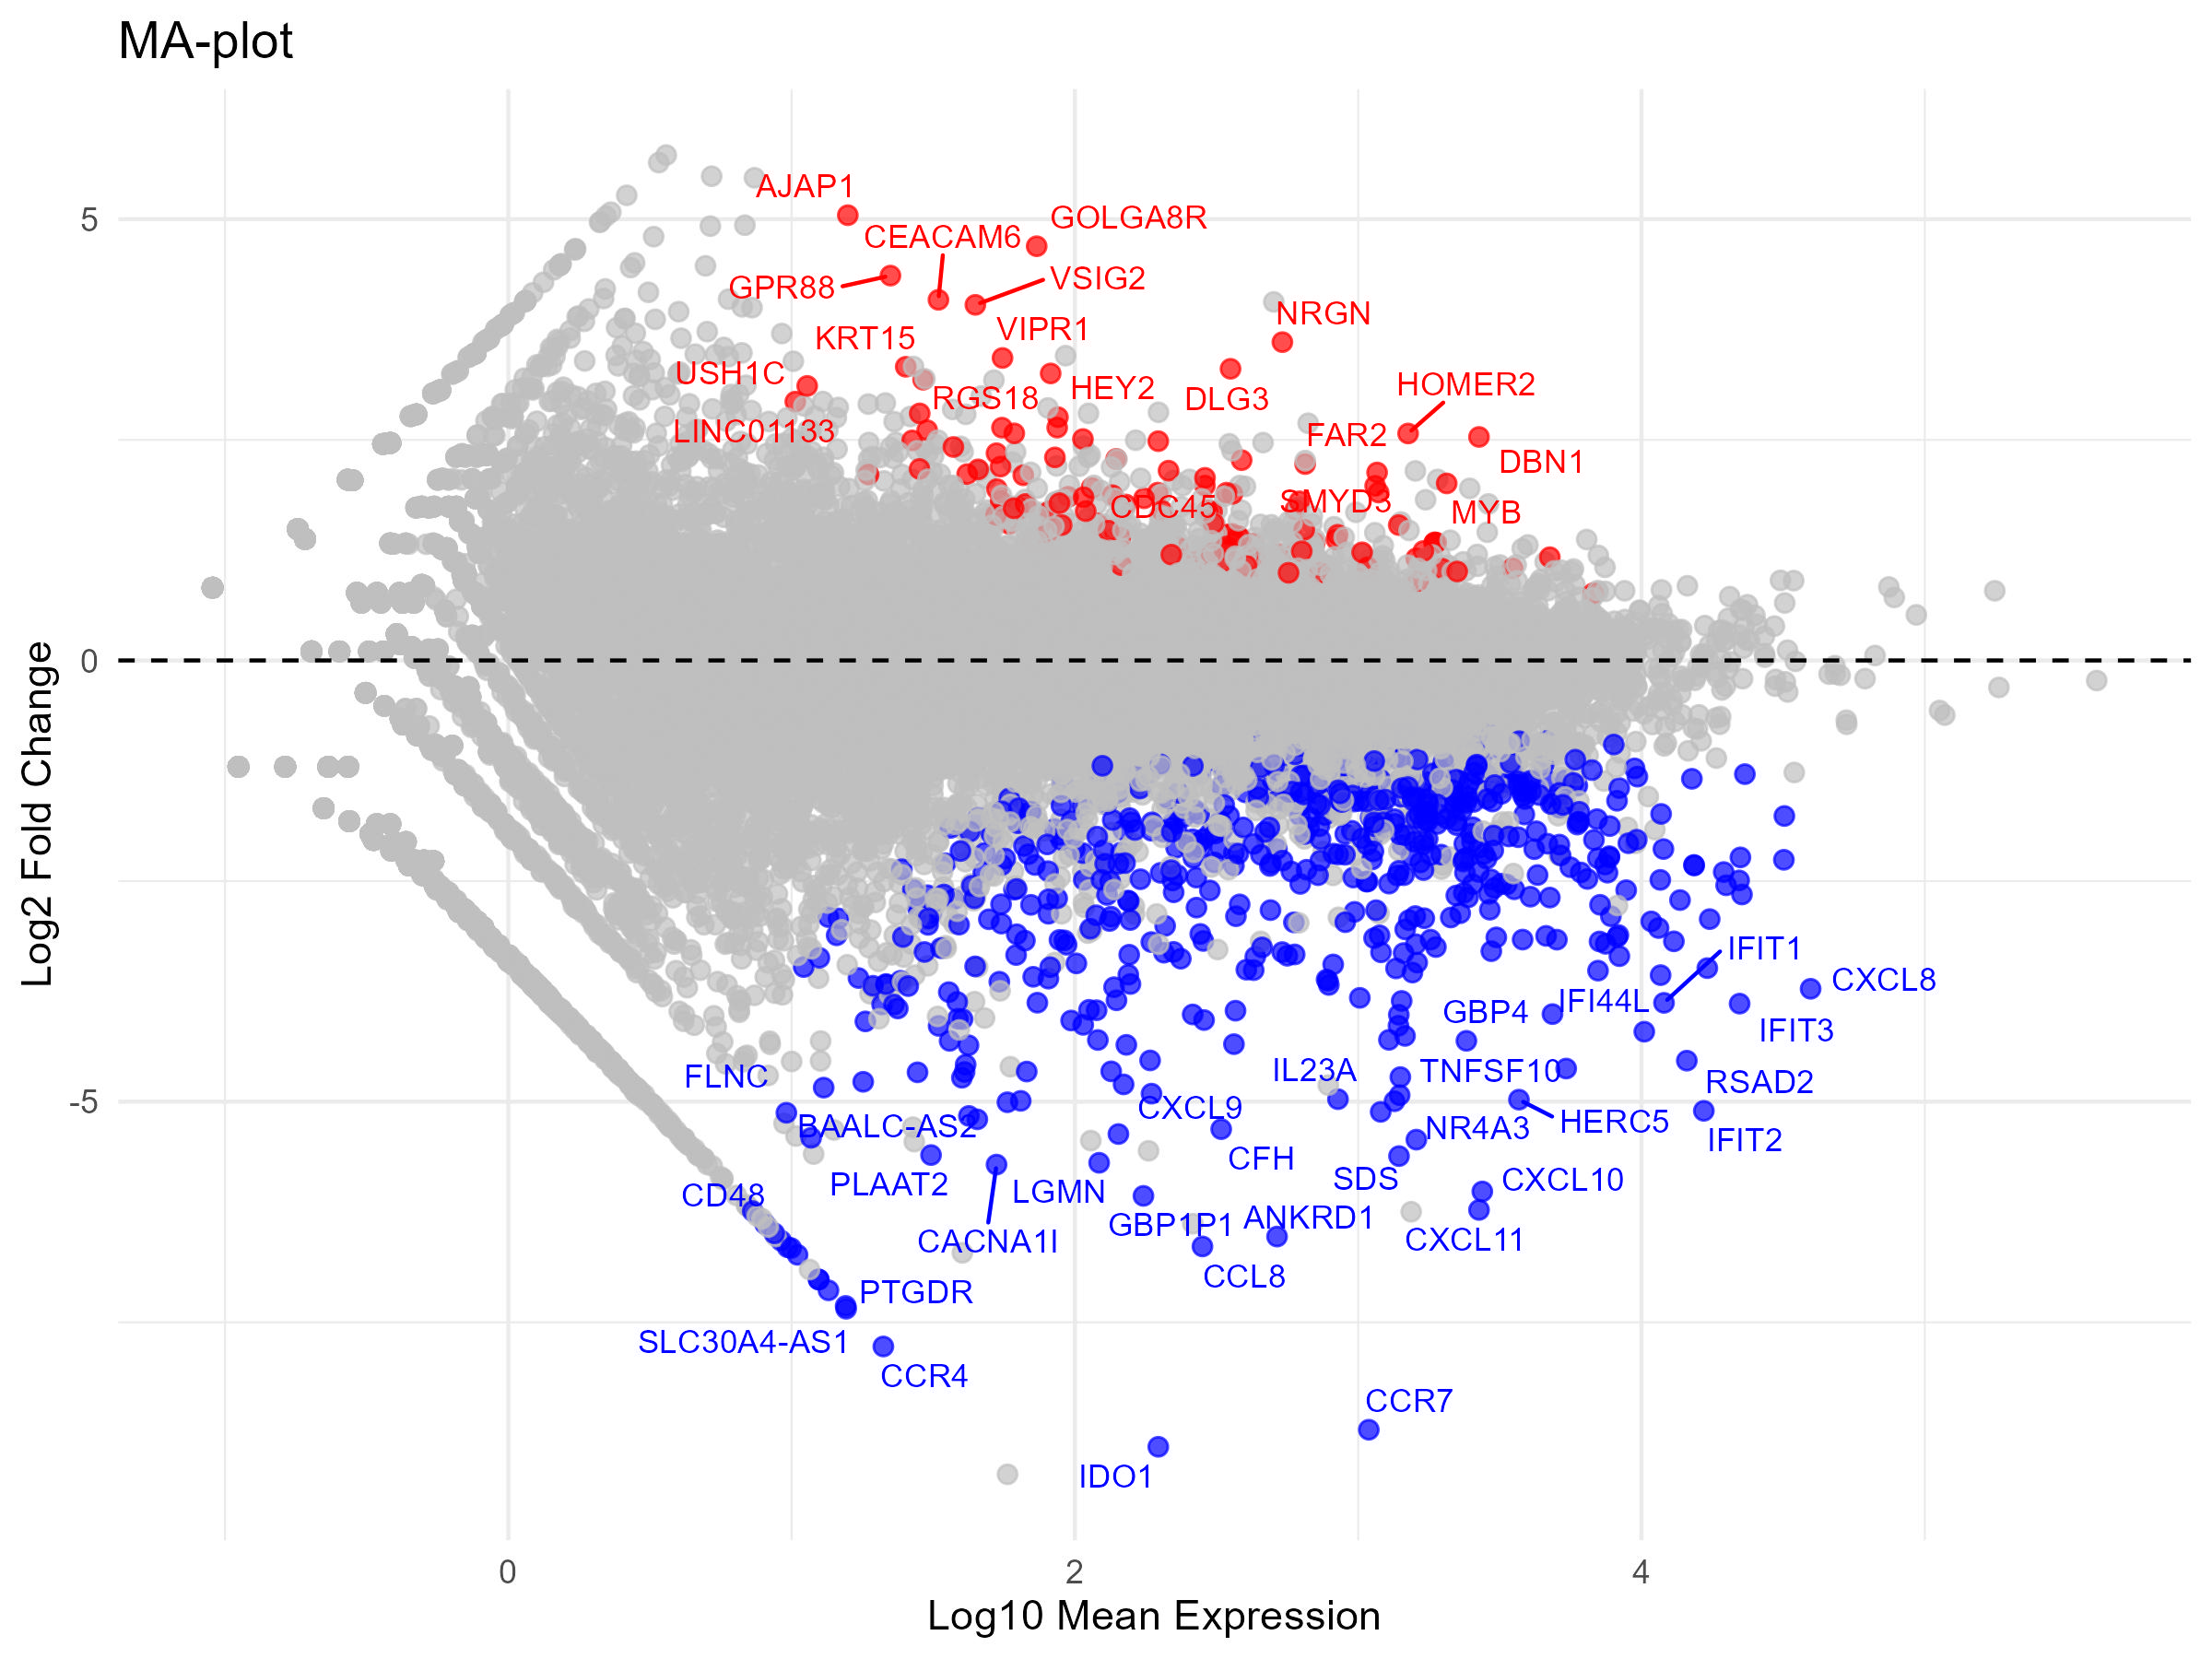 MA-plot
AJAP1
GOLGA8R
CEACAM6
GPR88
VSIG2
NRGN
VIPR1
KRT15
USH1C
HEY2
HOMER2
RGS18
DLG3
LINC01133
FAR2
DBN1
CDC45
SMYD3
MYB
IFIT1
CXCL8
IFI44L
GBP4
IFIT3
IL23A
TNFSF10
FLNC
RSAD2
CXCL9
BAALC-AS2
NR4A3
HERC5
IFIT2
CFH
SDS
CXCL10
PLAAT2
LGMN
CD48
GBP1P1
ANKRD1
CACNA1I
CXCL11
CCL8
PTGDR
SLC30A4-AS1
CCR4
CCR7
IDO1
5
0
-5
Log2 Fold Change
0
2
4
Log10 Mean Expression